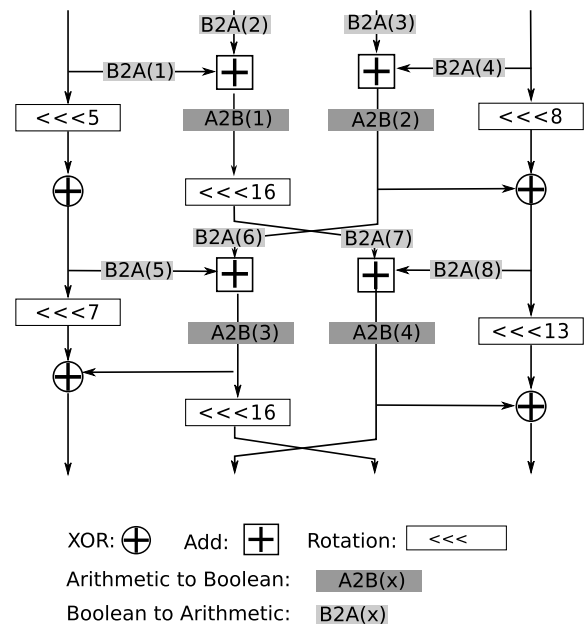 B2A(2) B2A(3)
B2A(1) B2A(4)
<<<5 A2B(1) A2B(2) <<<8
<<<16
B2A(6) B2A(7)
B2A(5) B2A(8)
<<<7 A2B(3) A2B(4) <<<13
<<<16
XOR: Add: Rotation: <<<
Arithmetic to Boolean: A2B(x)
Boolean to Arithmetic: B2A(x)